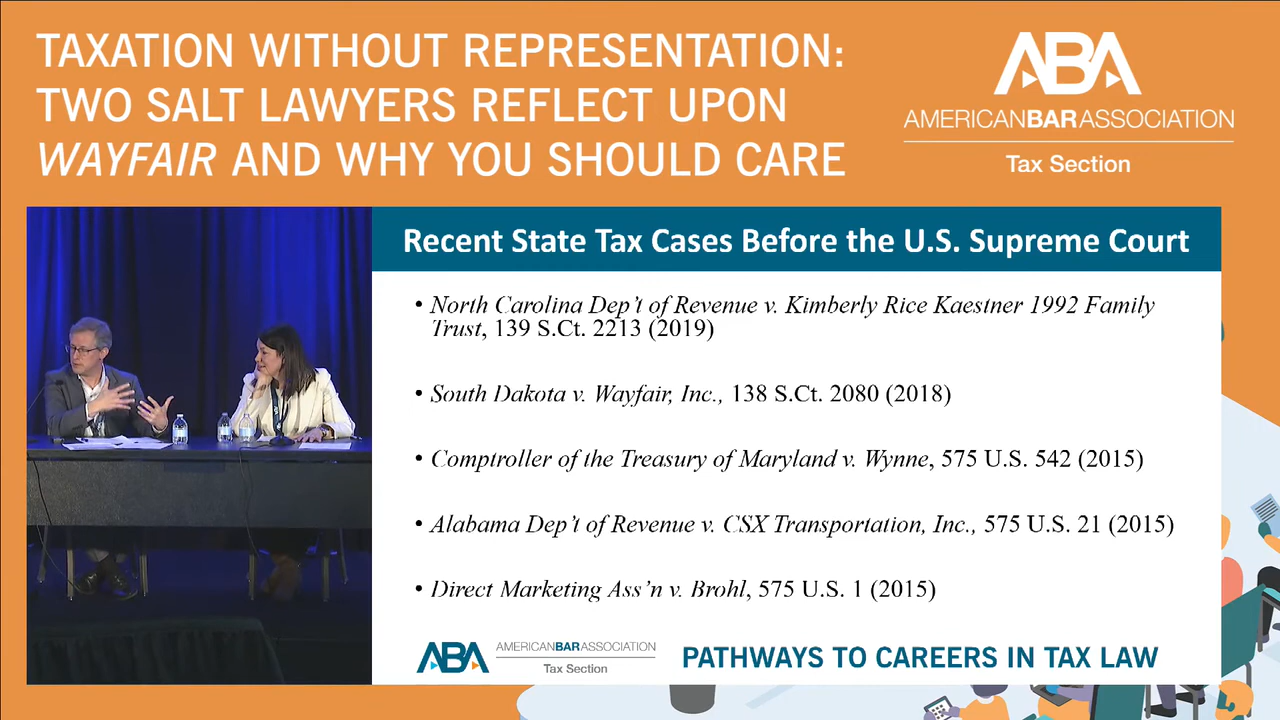 TAXATION WITHOUT REPRESENTATION:
TWO SALT LAWYERS REFLECT UPON
WAYFAIR AND WHY YOU SHOULD CARE
ABA
AMERICANBARASSOCIATION
Tax Section
Recent State Tax Cases Before the U.S. Supreme Court
• North Carolina Dep't of Revenue v. Kimberly Rice Kaestner 1992 Family
Trust, 139 S.Ct. 2213 (2019)
• South Dakota v. Wayfair, Inc., 138 S.Ct. 2080 (2018)
• Comptroller of the Treasury of Maryland v. Wynne, 575 U.S. 542 (2015)
• Alabama Dep't of Revenue v. CSX Transportation, Inc., 575 U.S. 21 (2015)
• Direct Marketing Ass'n v. Brohl, 575 U.S. 1 (2015)
ABA
AMERICANBARASSOCIATION
Tax Section
PATHWAYS TO CAREERS IN TAX LAW